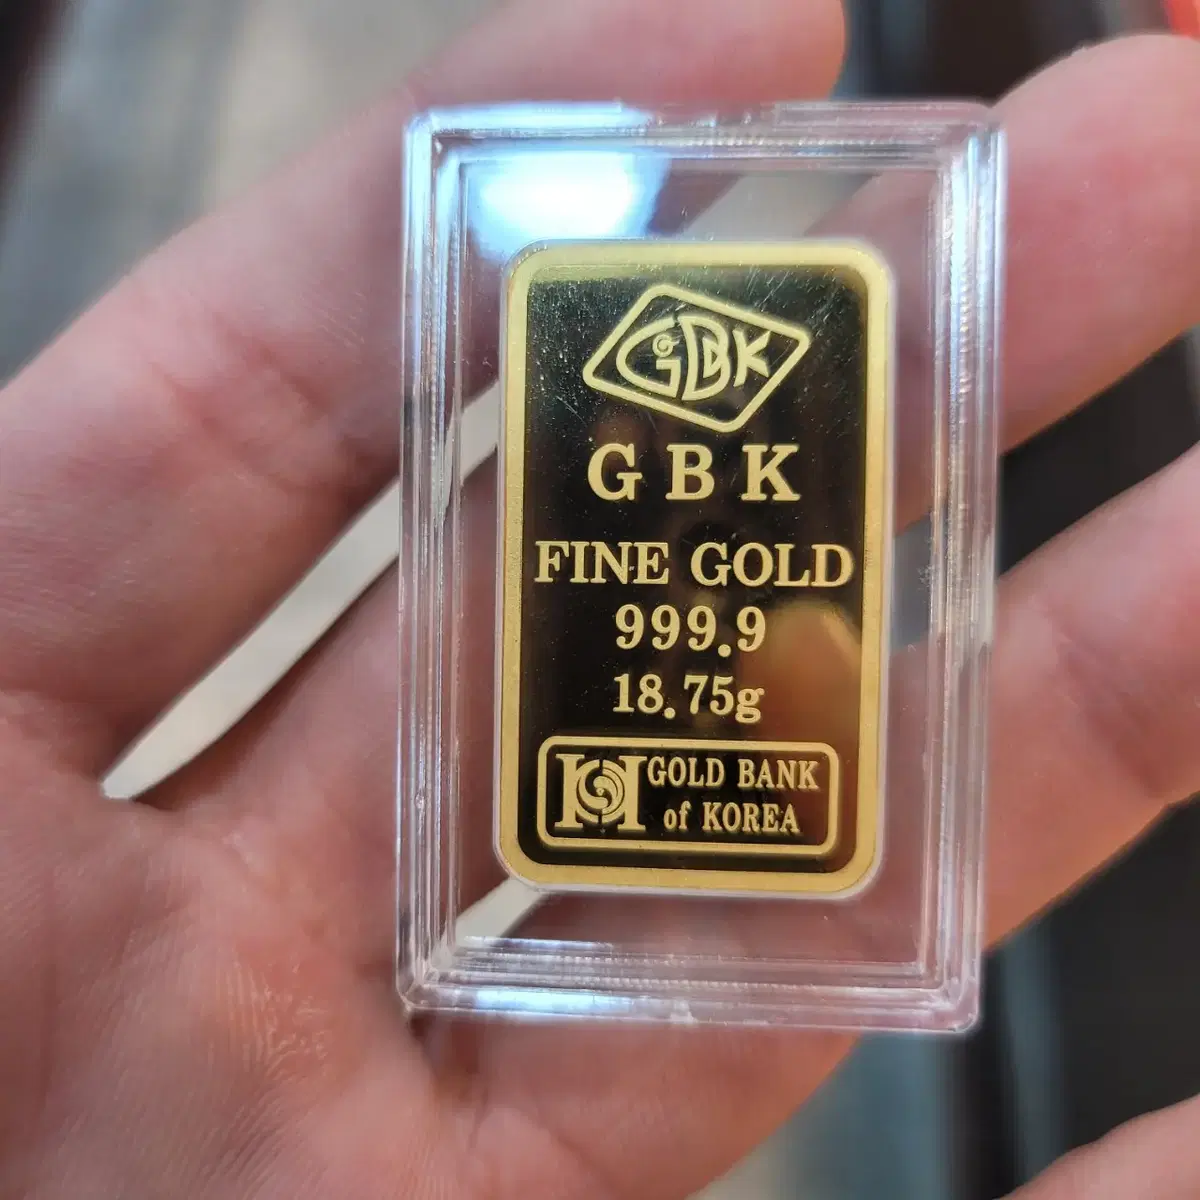 GBK
GBK
FINE GOLD
999.9
18.75g
GOLD BANK
of KOREA